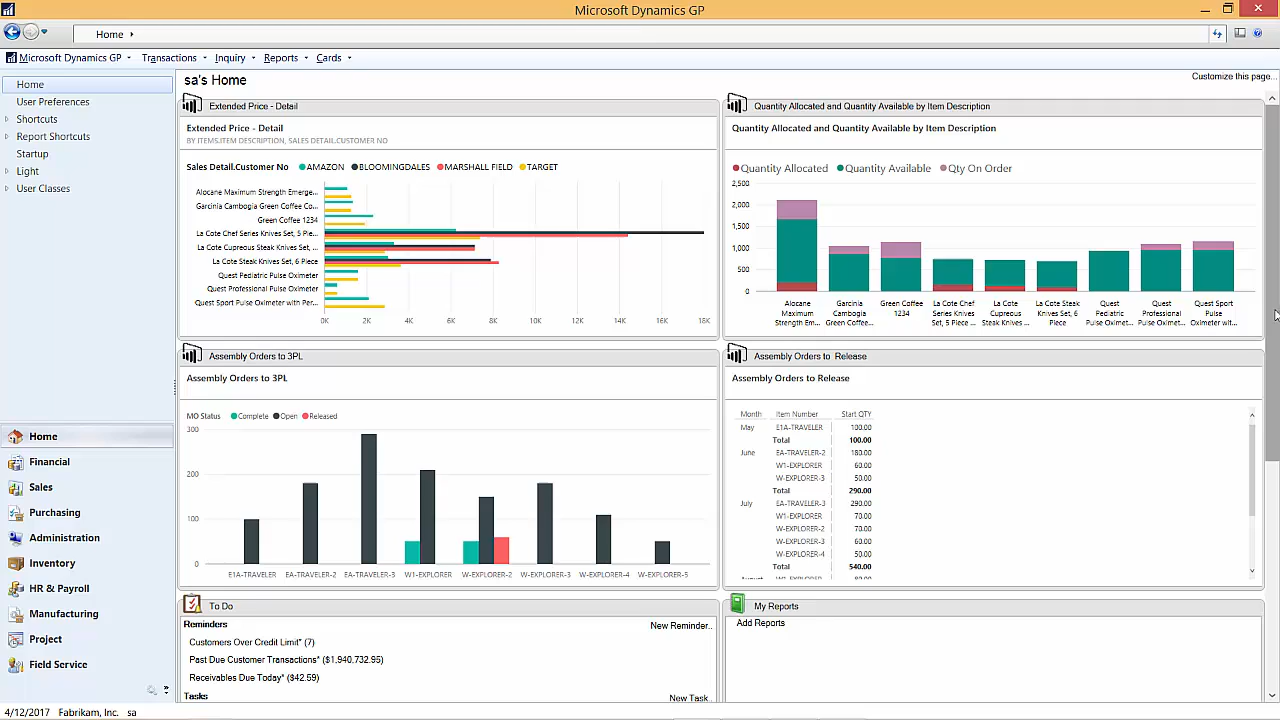 Microsoft Dynamics GP
Home
Microsoft Dynamics GP Transactions Inquiry Reports Cards
Home
User Preferences
Shortcuts
Report Shortcuts
Startup
Light
User Classes
Home
Financial
Sales
Purchasing
Administration
Inventory
HR & Payroll
Manufacturing
Project
Field Service
sa's Home
Customize this page...
Extended Price - Detail
Extended Price - Detail
BY ITEMS.ITEM DESCRIPTION, SALES DETAIL.CUSTOMER NO
Sales Detail.Customer No AMAZON BLOOMINGDALES MARSHALL FIELD TARGET
Alocane Maximum Strength Emerge...
Garcinia Cambogia Green Coffee Co...
Green Coffee 1234
La Cote Chef Series Knives Set, 5 Pie...
La Cote Cupreous Steak Knives Set, ...
La Cote Steak Knives Set, 6 Piece
Quest Pediatric Pulse Oximeter
Quest Professional Pulse Oximeter
Quest Sport Pulse Oximeter with Per...
0K 2K 4K 6K 8K 10K 12K 14K 16K 18K
Quantity Allocated and Quantity Available by Item Description
Quantity Allocated and Quantity Available by Item Description
Quantity Allocated Quantity Available Qty On Order
2,500
2,000
1,500
1,000
500
0
Alocane Maximum Strength Em...
Garcinia Cambogia Green Coffee...
Green Coffee 1234
La Cote Chef Series Knives Set, 5 Piece ...
La Cote Cupreous Steak Knives ...
La Cote Steak Knives Set, 6 Piece
Quest Pediatric Pulse Oximet...
Quest Professional Pulse Oximet...
Quest Sport Pulse Oximeter wit...
Assembly Orders to 3PL
Assembly Orders to 3PL
MO Status Complete Open Released
300
200
100
0
E1A-TRAVELER EA-TRAVELER-2 EA-TRAVELER-3 W1-EXPLORER W-EXPLORER-2 W-EXPLORER-3 W-EXPLORER-4 W-EXPLORER-5
Assembly Orders to Release
Assembly Orders to Release
Month Item Number Start QTY
May E1A-TRAVELER 100.00
Total 100.00
June EA-TRAVELER-2 180.00
W1-EXPLORER 60.00
W-EXPLORER-3 50.00
Total 290.00
July EA-TRAVELER-3 290.00
W1-EXPLORER 70.00
W-EXPLORER-2 70.00
W-EXPLORER-3 60.00
W-EXPLORER-4 50.00
Total 540.00
August W1-EXPLORER 80.00
To Do
Reminders New Reminder..
Customers Over Credit Limit* (7)
Past Due Customer Transactions* ($1,940,732.95)
Receivables Due Today* ($42.59)
Tasks New Task
My Reports
Add Reports
4/12/2017 Fabrikam, Inc. sa